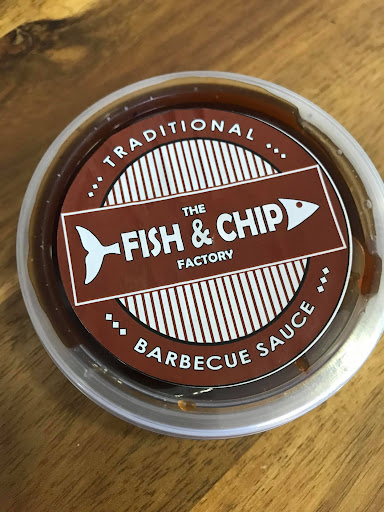 TRADITIONAL
THE
FISH & CHIP
FACTORY
BARBECUE SAUCE